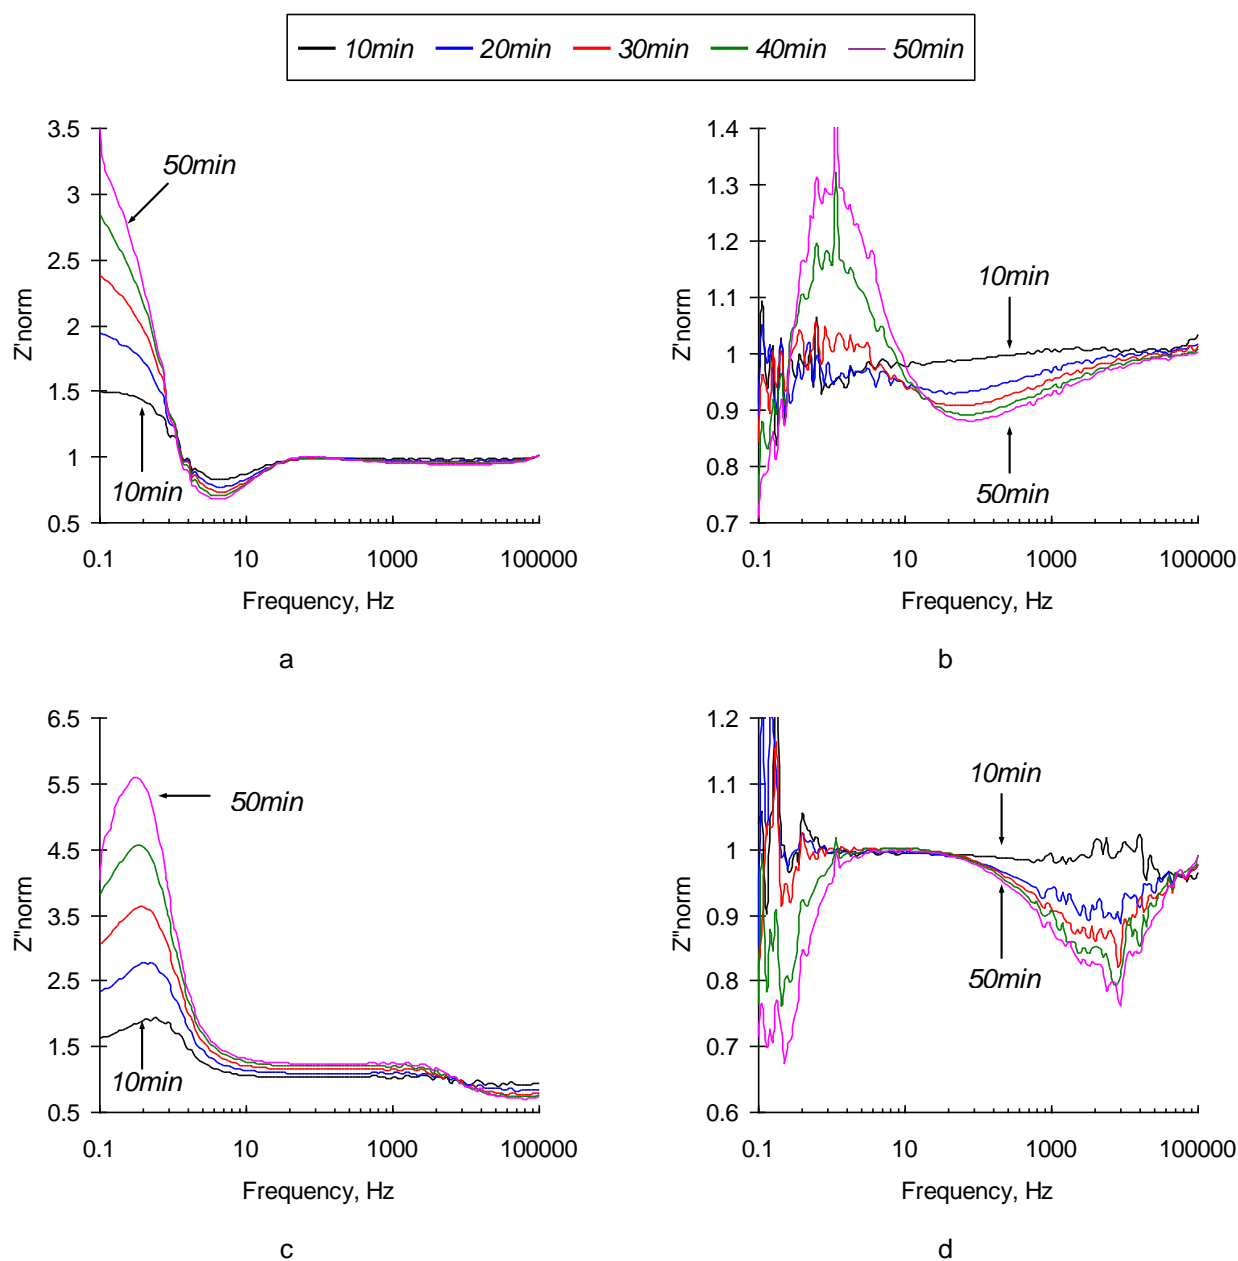 10min 20min 30min 40min 50min
3.5
3
2.5
2
1.5
1
0.5
Z'norm
50min
10min
0.1 10 1000 100000
Frequency, Hz
a
1.4
1.3
1.2
1.1
1
0.9
0.8
0.7
Z'norm
10min
50min
0.1 10 1000 100000
Frequency, Hz
b
6.5
5.5
4.5
3.5
2.5
1.5
0.5
Z"norm
50min
10min
0.1 10 1000 100000
Frequency, Hz
c
1.2
1.1
1
0.9
0.8
0.7
0.6
Z"norm
10min
50min
0.1 10 1000 100000
Frequency, Hz
d